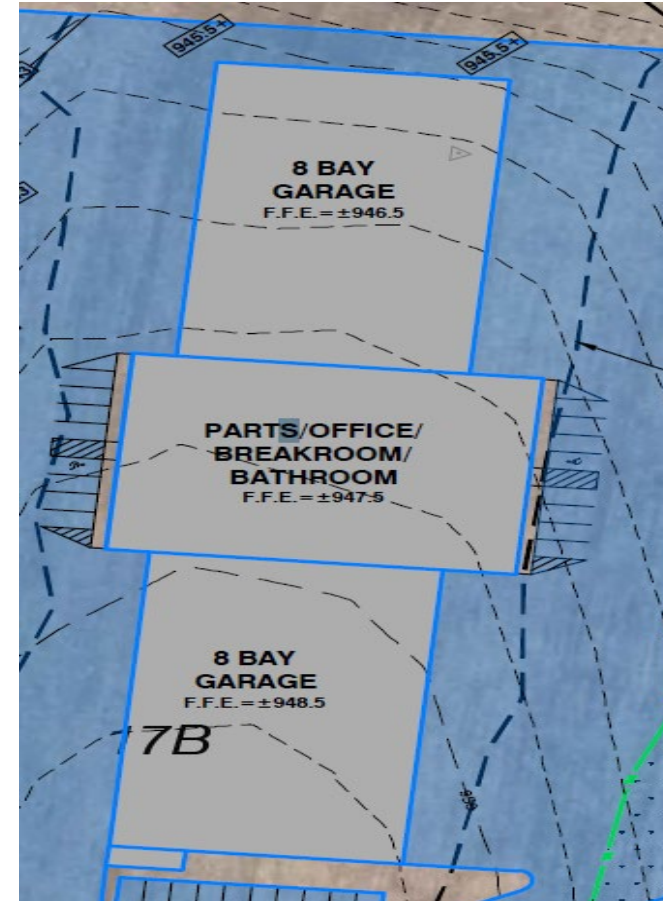 945.5+
945.5+
8 BAY
GARAGE
F.F.E.=±946.5
PARTS/OFFICE/
BREAKROOM/
BATHROOM
F.F.E.=±947.5
8 BAY
GARAGE
F.F.E.=±948.5
7B
950